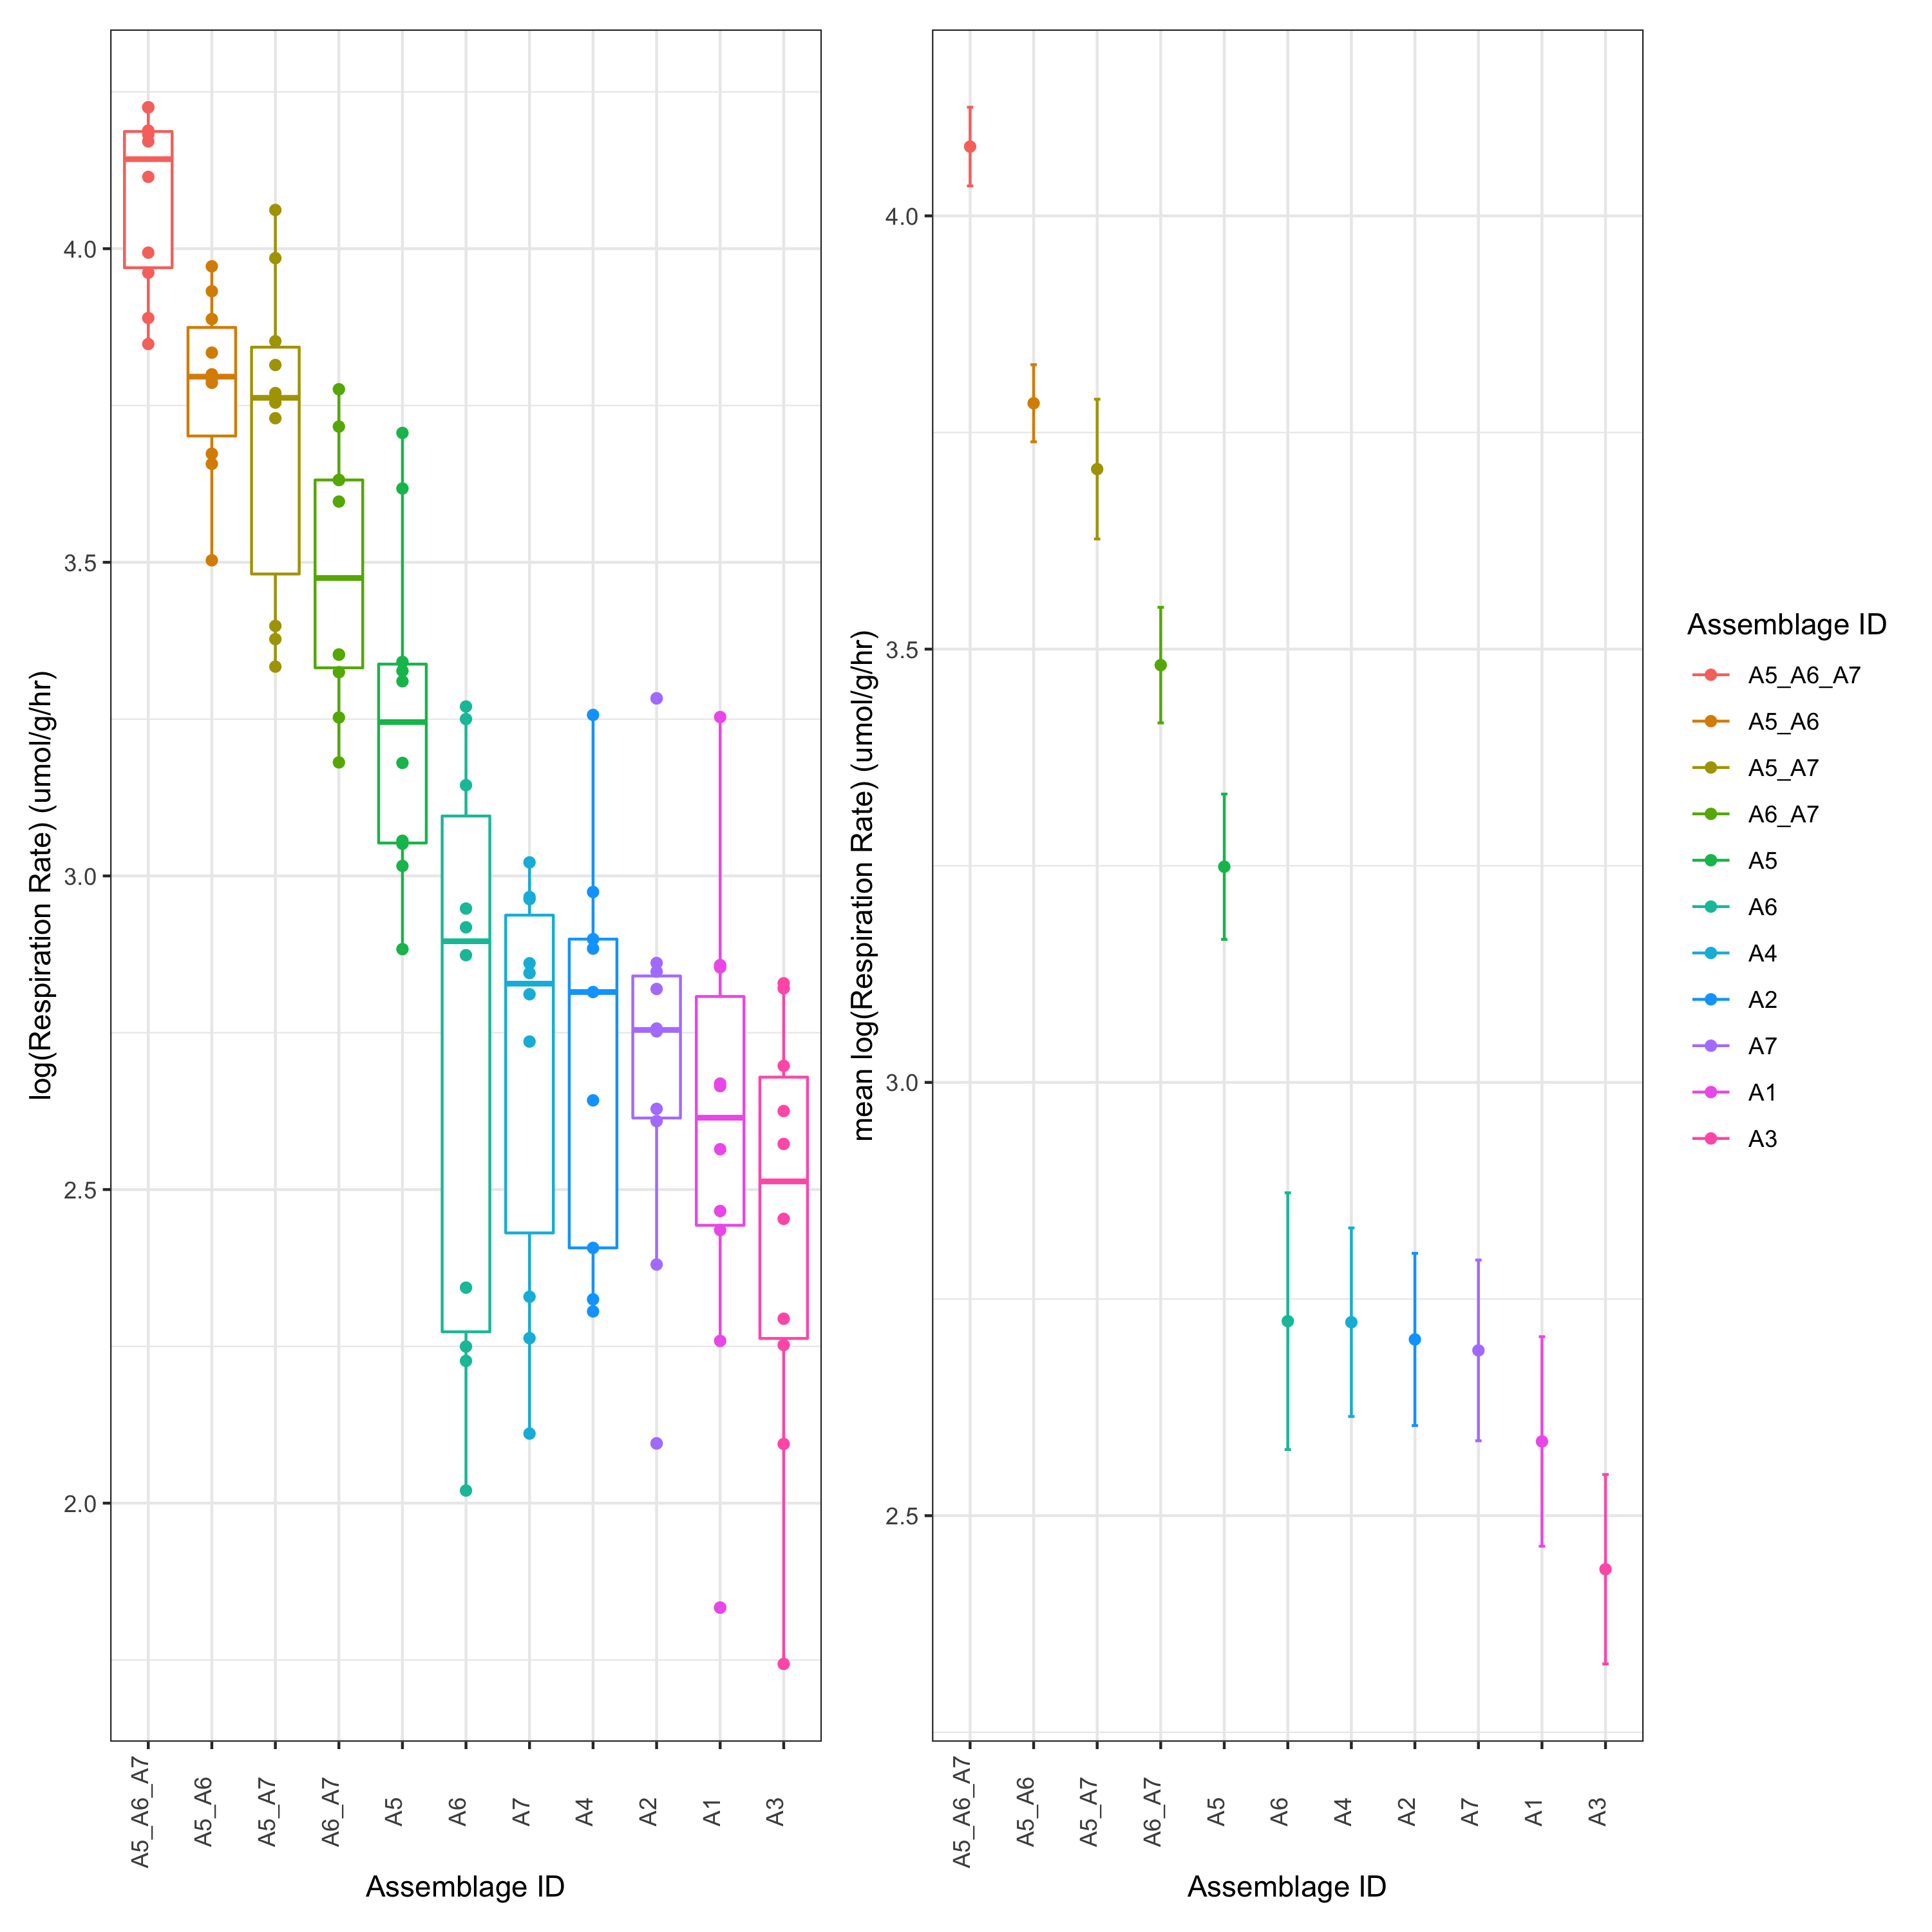 log(Respiration Rate) (umol/g/hr)
4.0
3.5
3.0
2.5
2.0
A5_A6_A7
A5_A6
A5_A7
A6_A7
A5
A6
A7
A4
A2
A1
A3
Assemblage ID
mean log(Respiration Rate) (umol/g/hr)
4.0
3.5
3.0
2.5
A5_A6_A7
A5_A6
A5_A7
A6_A7
A5
A6
A4
A2
A7
A1
A3
Assemblage ID
Assemblage ID
A5_A6_A7
A5_A6
A5_A7
A6_A7
A5
A6
A4
A2
A7
A1
A3